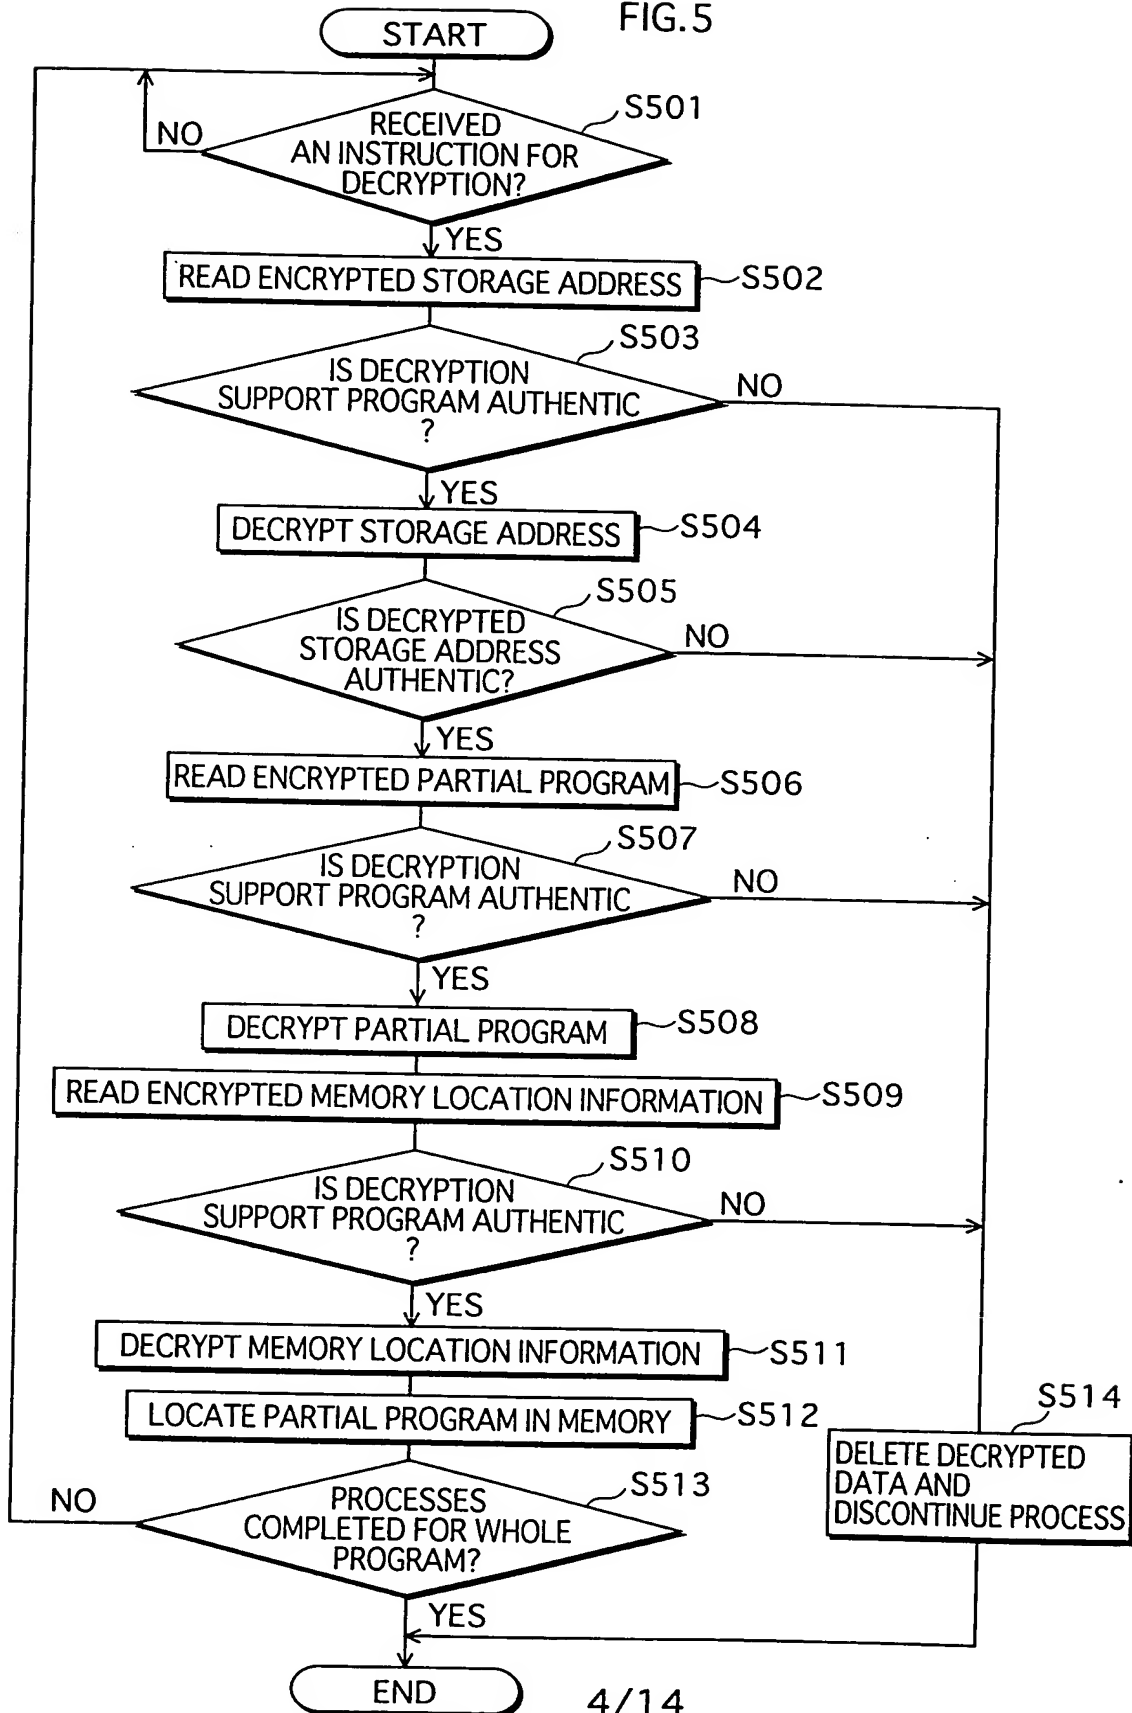 FIG.5
START
S501
RECEIVED
AN INSTRUCTION FOR
DECRYPTION?
NO
YES
READ ENCRYPTED STORAGE ADDRESS
S502
S503
IS DECRYPTION
SUPPORT PROGRAM AUTHENTIC
?
NO
YES
DECRYPT STORAGE ADDRESS
S504
S505
IS DECRYPTED
STORAGE ADDRESS
AUTHENTIC?
NO
YES
READ ENCRYPTED PARTIAL PROGRAM
S506
S507
IS DECRYPTION
SUPPORT PROGRAM AUTHENTIC
?
NO
YES
DECRYPT PARTIAL PROGRAM
S508
READ ENCRYPTED MEMORY LOCATION INFORMATION
S509
S510
IS DECRYPTION
SUPPORT PROGRAM AUTHENTIC
?
NO
YES
DECRYPT MEMORY LOCATION INFORMATION
S511
LOCATE PARTIAL PROGRAM IN MEMORY
S512
S513
PROCESSES
COMPLETED FOR WHOLE
PROGRAM?
NO
YES
S514
DELETE DECRYPTED
DATA AND
DISCONTINUE PROCESS
END
4/14